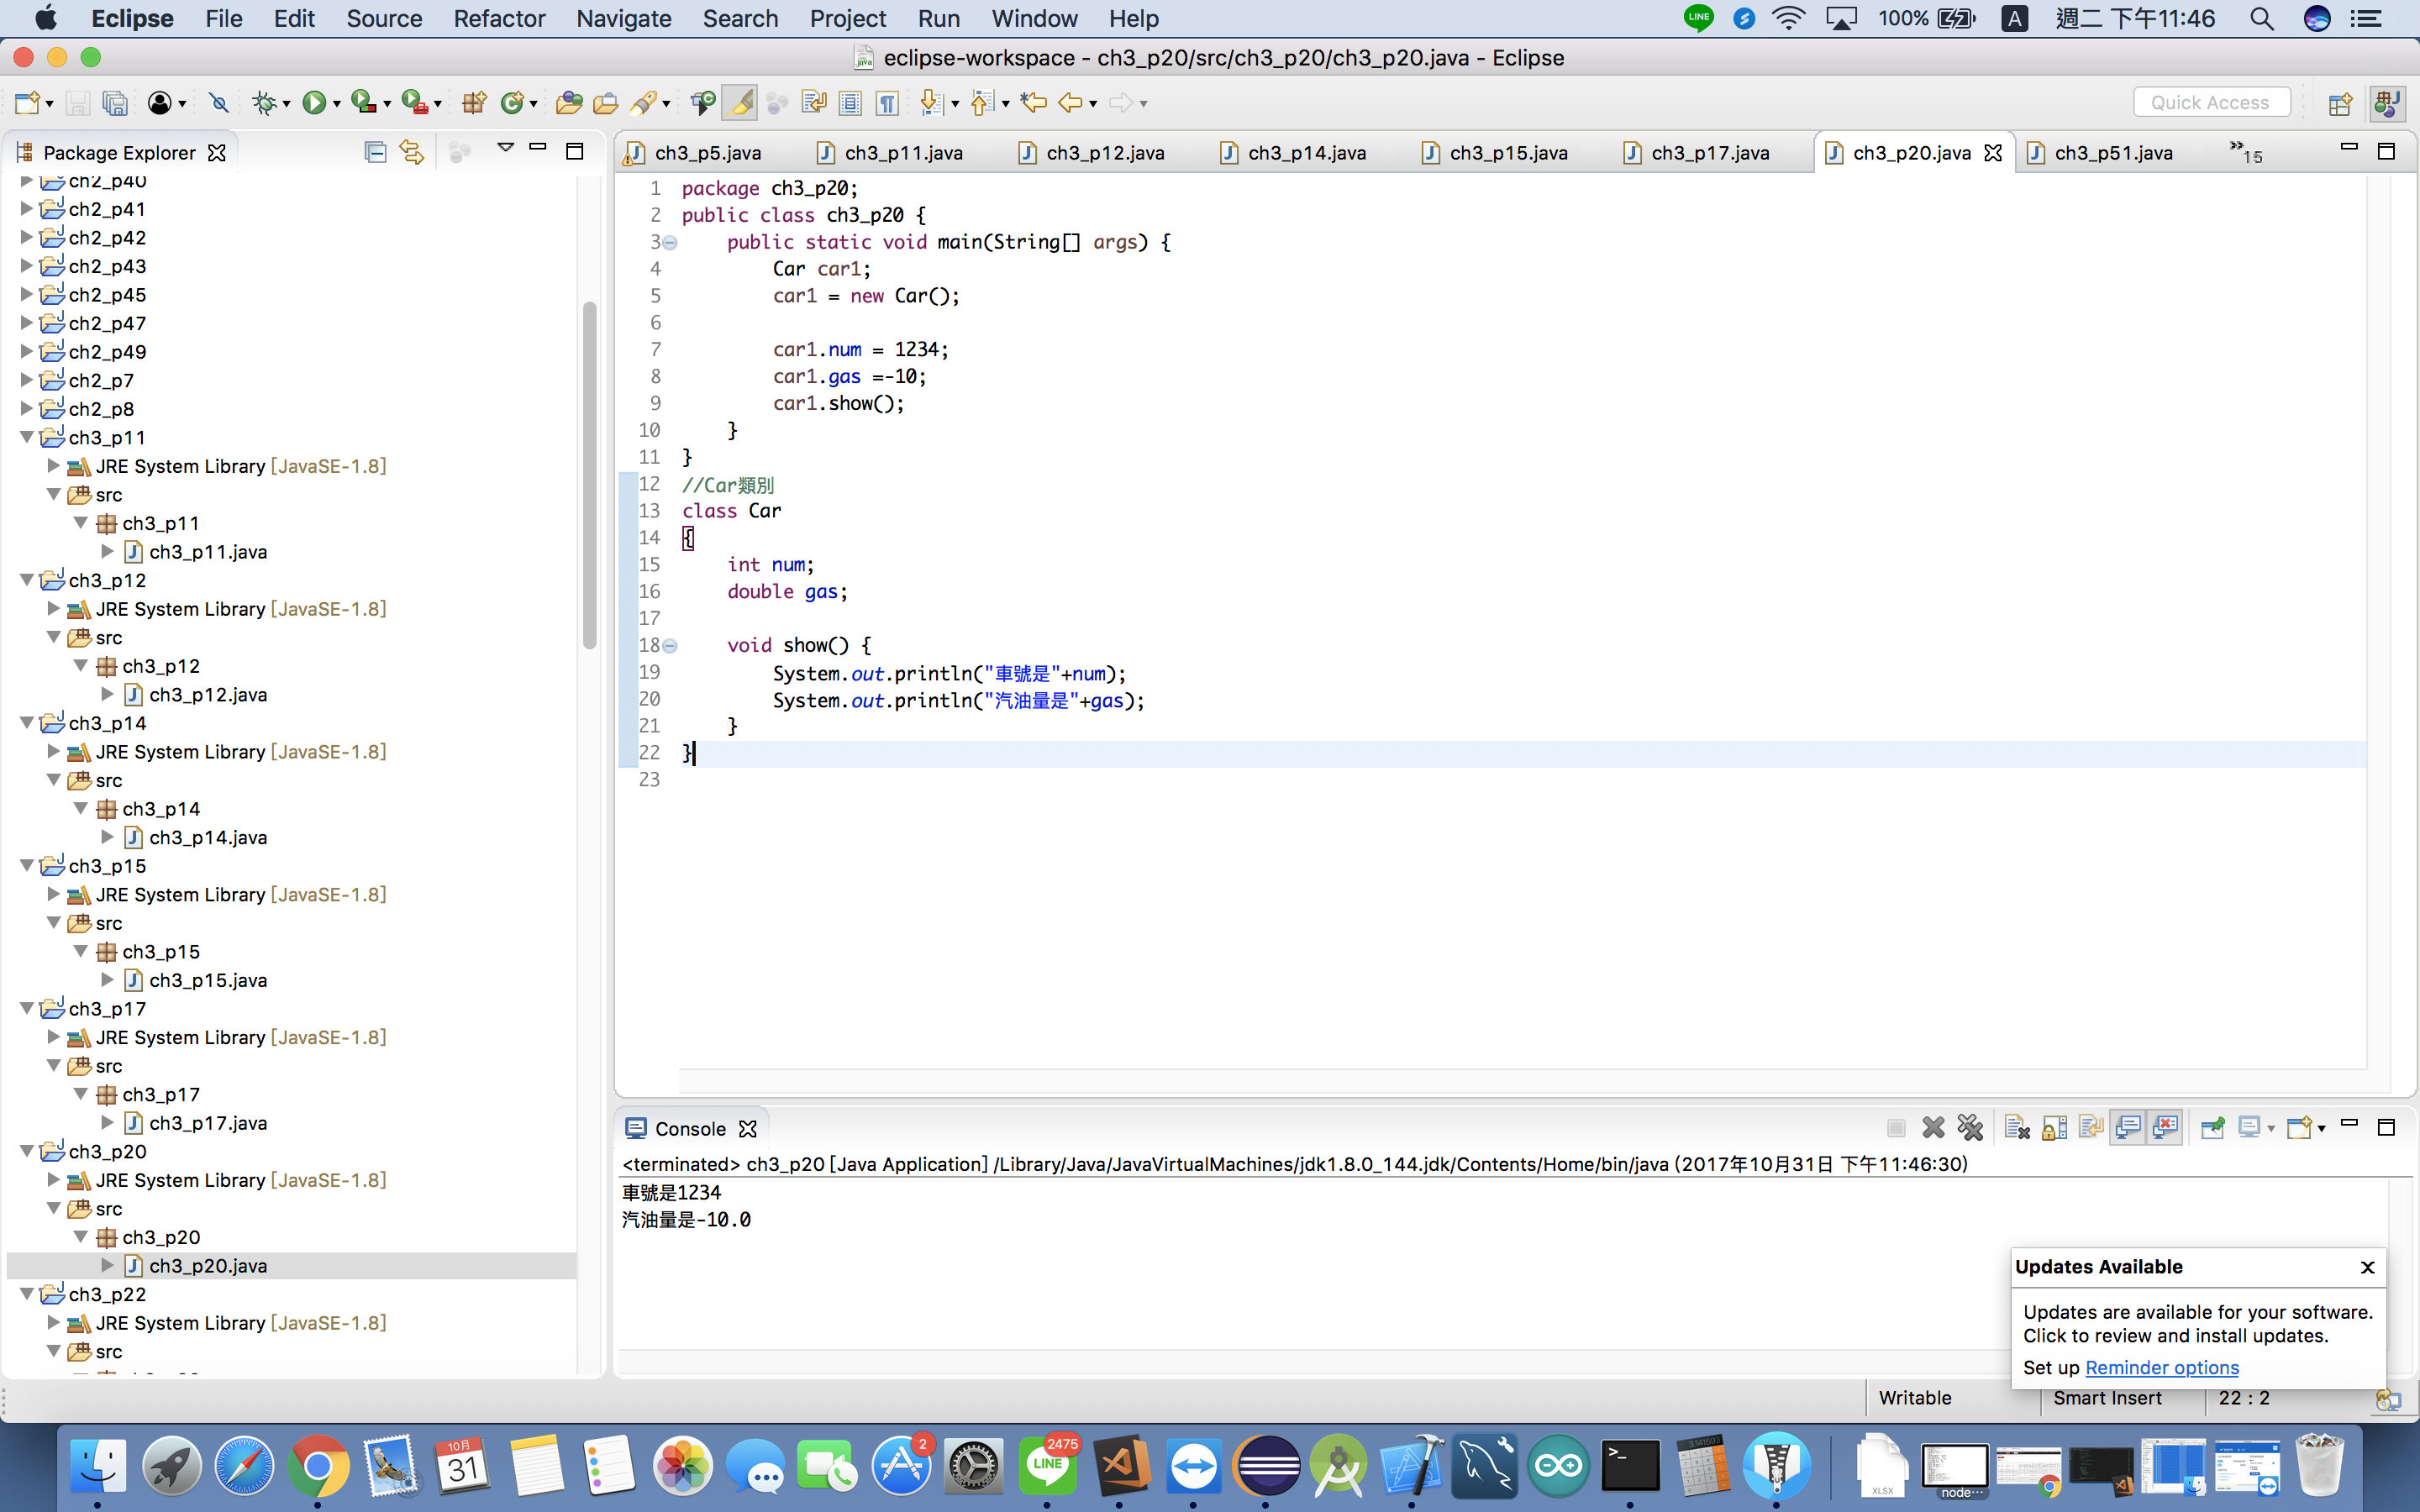 Eclipse File Edit Source Refactor Navigate Search Project Run Window Help LINE 100% A 週二 下午11:46
eclipse-workspace - ch3_p20/src/ch3_p20/ch3_p20.java - Eclipse
Quick Access
Package Explorer
ch2_p40
ch2_p41
ch2_p42
ch2_p43
ch2_p45
ch2_p47
ch2_p49
ch2_p7
ch2_p8
ch3_p11
JRE System Library [JavaSE-1.8]
src
ch3_p11
ch3_p11.java
ch3_p12
JRE System Library [JavaSE-1.8]
src
ch3_p12
ch3_p12.java
ch3_p14
JRE System Library [JavaSE-1.8]
src
ch3_p14
ch3_p14.java
ch3_p15
JRE System Library [JavaSE-1.8]
src
ch3_p15
ch3_p15.java
ch3_p17
JRE System Library [JavaSE-1.8]
src
ch3_p17
ch3_p17.java
ch3_p20
JRE System Library [JavaSE-1.8]
src
ch3_p20
ch3_p20.java
ch3_p22
JRE System Library [JavaSE-1.8]
src
ch3_p5.java ch3_p11.java ch3_p12.java ch3_p14.java ch3_p15.java ch3_p17.java ch3_p20.java ch3_p51.java »15
1 package ch3_p20;
2 public class ch3_p20 {
3 public static void main(String[] args) {
4 Car car1;
5 car1 = new Car();
6
7 car1.num = 1234;
8 car1.gas =-10;
9 car1.show();
10 }
11 }
12 //Car類別
13 class Car
14 {
15 int num;
16 double gas;
17
18 void show() {
19 System.out.println("車號是"+num);
20 System.out.println("汽油量是"+gas);
21 }
22 }
23
Console
<terminated> ch3_p20 [Java Application] /Library/Java/JavaVirtualMachines/jdk1.8.0_144.jdk/Contents/Home/bin/java (2017年10月31日 下午11:46:30)
車號是1234
汽油量是-10.0
Updates Available
Updates are available for your software.
Click to review and install updates.
Set up Reminder options
Writable Smart Insert 22 : 2
10月
31
2
2475
LINE
XLSX
node…